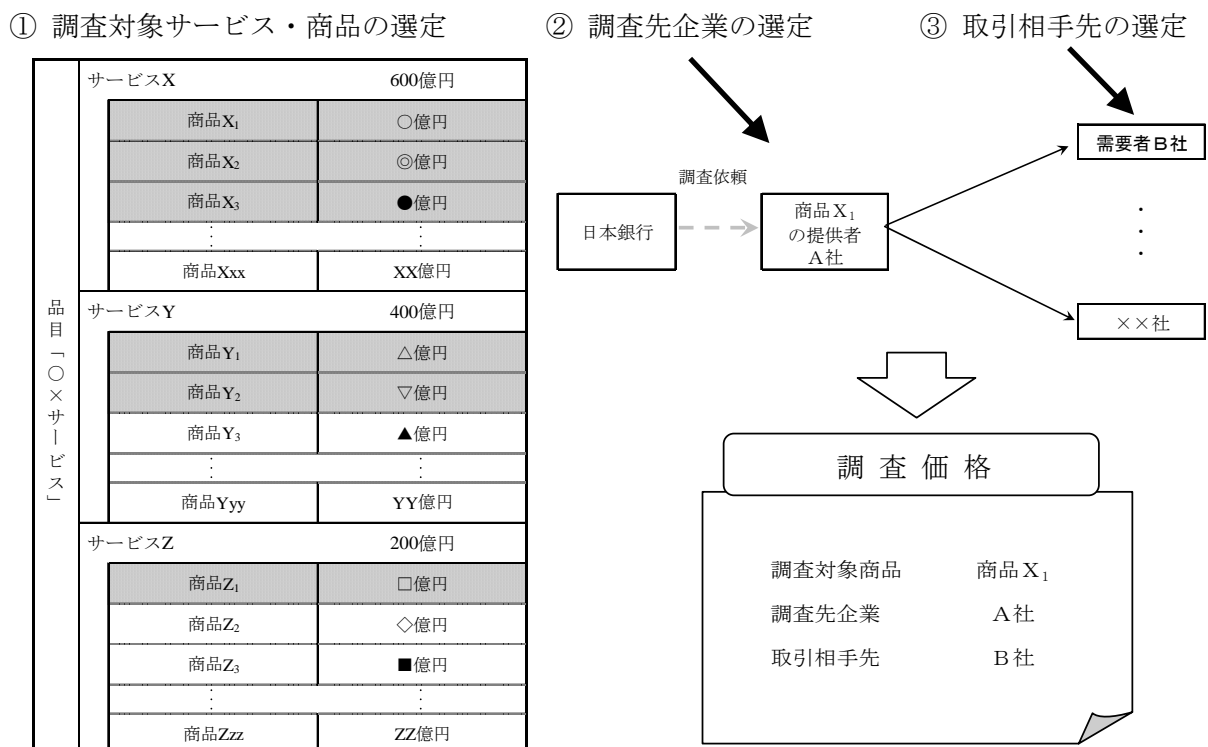 ① 調査対象サービス・商品の選定
② 調査先企業の選定
③ 取引相手先の選定
品目「○×サービス」
サービスX 600億円
商品X₁ ○億円
商品X₂ ◎億円
商品X₃ ●億円
⋮ ⋮
商品Xxx XX億円
サービスY 400億円
商品Y₁ △億円
商品Y₂ ▽億円
商品Y₃ ▲億円
⋮ ⋮
商品Yyy YY億円
サービスZ 200億円
商品Z₁ □億円
商品Z₂ ◇億円
商品Z₃ ■億円
⋮ ⋮
商品Zzz ZZ億円
日本銀行
調査依頼
商品X₁
の提供者
A社
需要者B社
・
・
・
××社
調査価格
調査対象商品 商品X₁
調査先企業 A社
取引相手先 B社